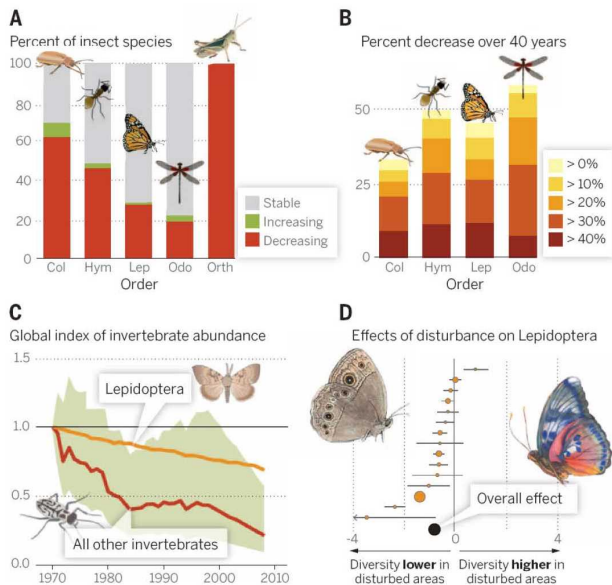 A
Percent of insect species
100
80
60
40
20
0
Col Hym Lep Odo Orth
Order
Stable
Increasing
Decreasing
B
Percent decrease over 40 years
50
25
0
Col Hym Lep Odo
Order
> 0%
> 10%
> 20%
> 30%
> 40%
C
Global index of invertebrate abundance
1.5
1.0
0.5
0.0
Lepidoptera
All other invertebrates
1970 1980 1990 2000 2010
D
Effects of disturbance on Lepidoptera
Overall effect
-4 0 4
Diversity lower in
disturbed areas
Diversity higher in
disturbed areas